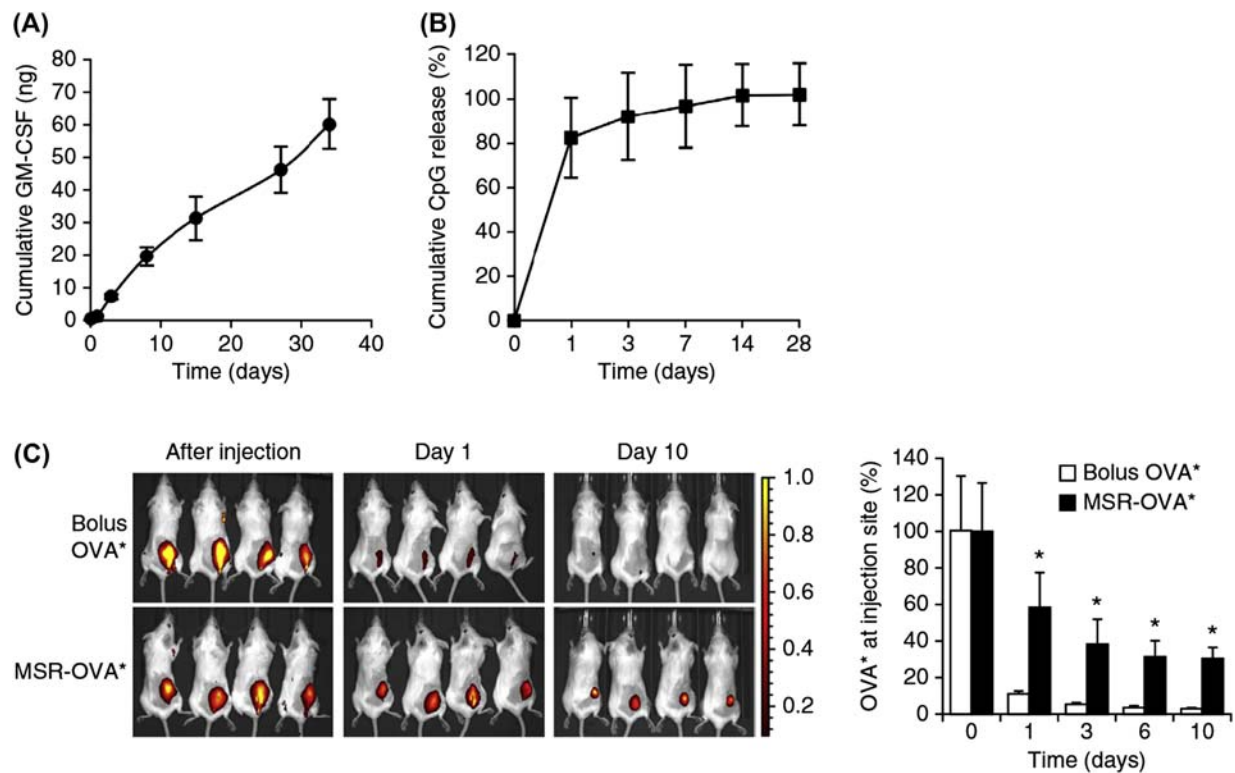 (A)
80
70
60
50
40
30
20
10
0
Cumulative GM-CSF (ng)
0 10 20 30 40
Time (days)
(B)
120
100
80
60
40
20
0
Cumulative CpG release (%)
0 1 3 7 14 28
Time (days)
(C)
After injection Day 1 Day 10
Bolus
OVA*
MSR-OVA*
1.0
0.8
0.6
0.4
0.2
140
120
100
80
60
40
20
0
OVA* at injection site (%)
Bolus OVA*
MSR-OVA*
* * * *
0 1 3 6 10
Time (days)